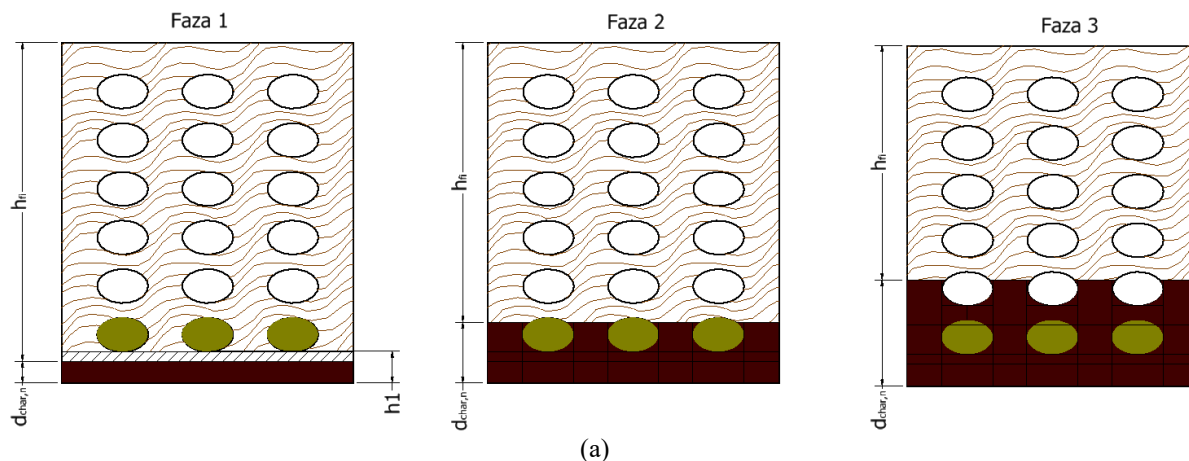 Faza 1
Faza 2
Faza 3
hfi
hfi
hfi
dchar,n
h1
dchar,n
dchar,n
(a)